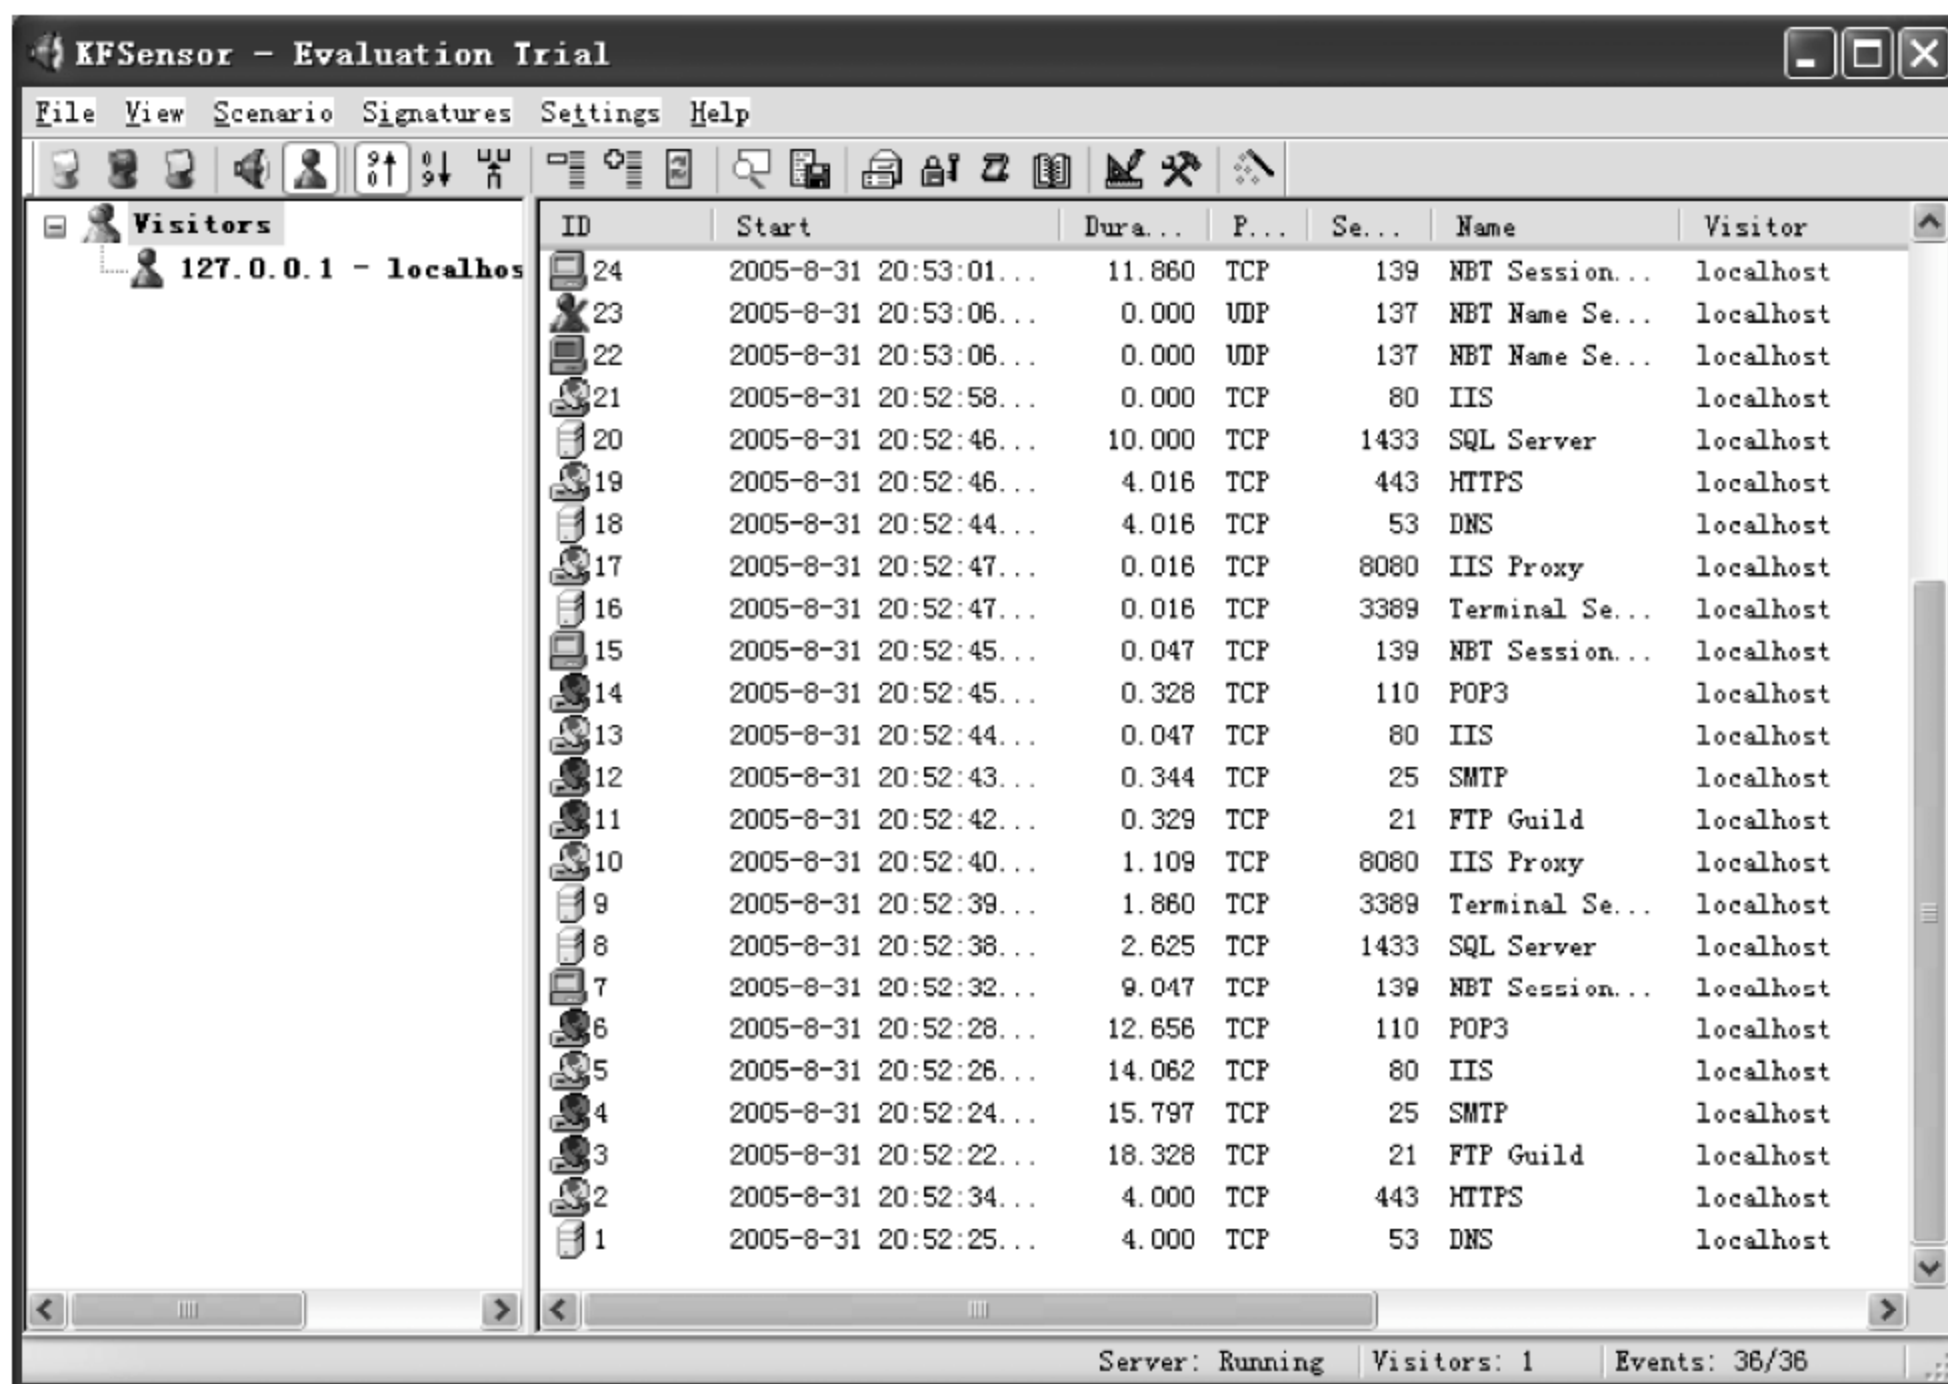 KFSensor - Evaluation Trial
File View Scenario Signatures Settings Help
Visitors
127.0.0.1 - localhos
ID Start Dura... P... Se... Name Visitor
24 2005-8-31 20:53:01... 11.860 TCP 139 NBT Session... localhost
23 2005-8-31 20:53:06... 0.000 UDP 137 NBT Name Se... localhost
22 2005-8-31 20:53:06... 0.000 UDP 137 NBT Name Se... localhost
21 2005-8-31 20:52:58... 0.000 TCP 80 IIS localhost
20 2005-8-31 20:52:46... 10.000 TCP 1433 SQL Server localhost
19 2005-8-31 20:52:46... 4.016 TCP 443 HTTPS localhost
18 2005-8-31 20:52:44... 4.016 TCP 53 DNS localhost
17 2005-8-31 20:52:47... 0.016 TCP 8080 IIS Proxy localhost
16 2005-8-31 20:52:47... 0.016 TCP 3389 Terminal Se... localhost
15 2005-8-31 20:52:45... 0.047 TCP 139 NBT Session... localhost
14 2005-8-31 20:52:45... 0.328 TCP 110 POP3 localhost
13 2005-8-31 20:52:44... 0.047 TCP 80 IIS localhost
12 2005-8-31 20:52:43... 0.344 TCP 25 SMTP localhost
11 2005-8-31 20:52:42... 0.329 TCP 21 FTP Guild localhost
10 2005-8-31 20:52:40... 1.109 TCP 8080 IIS Proxy localhost
9 2005-8-31 20:52:39... 1.860 TCP 3389 Terminal Se... localhost
8 2005-8-31 20:52:38... 2.625 TCP 1433 SQL Server localhost
7 2005-8-31 20:52:32... 9.047 TCP 139 NBT Session... localhost
6 2005-8-31 20:52:28... 12.656 TCP 110 POP3 localhost
5 2005-8-31 20:52:26... 14.062 TCP 80 IIS localhost
4 2005-8-31 20:52:24... 15.797 TCP 25 SMTP localhost
3 2005-8-31 20:52:22... 18.328 TCP 21 FTP Guild localhost
2 2005-8-31 20:52:34... 4.000 TCP 443 HTTPS localhost
1 2005-8-31 20:52:25... 4.000 TCP 53 DNS localhost
Server: Running Visitors: 1 Events: 36/36